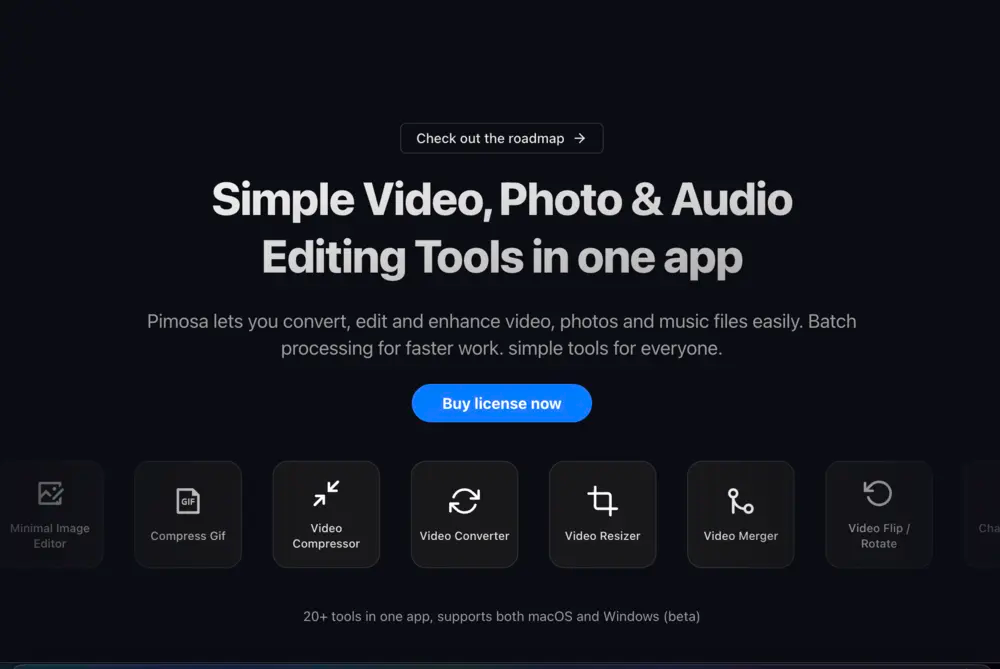 Check out the roadmap →
Simple Video, Photo & Audio
Editing Tools in one app
Pimosa lets you convert, edit and enhance video, photos and music files easily. Batch
processing for faster work. simple tools for everyone.
Buy license now
Minimal Image
Editor
GIF
Compress Gif
Video
Compressor
Video Converter
Video Resizer
Video Merger
Video Flip /
Rotate
20+ tools in one app, supports both macOS and Windows (beta)